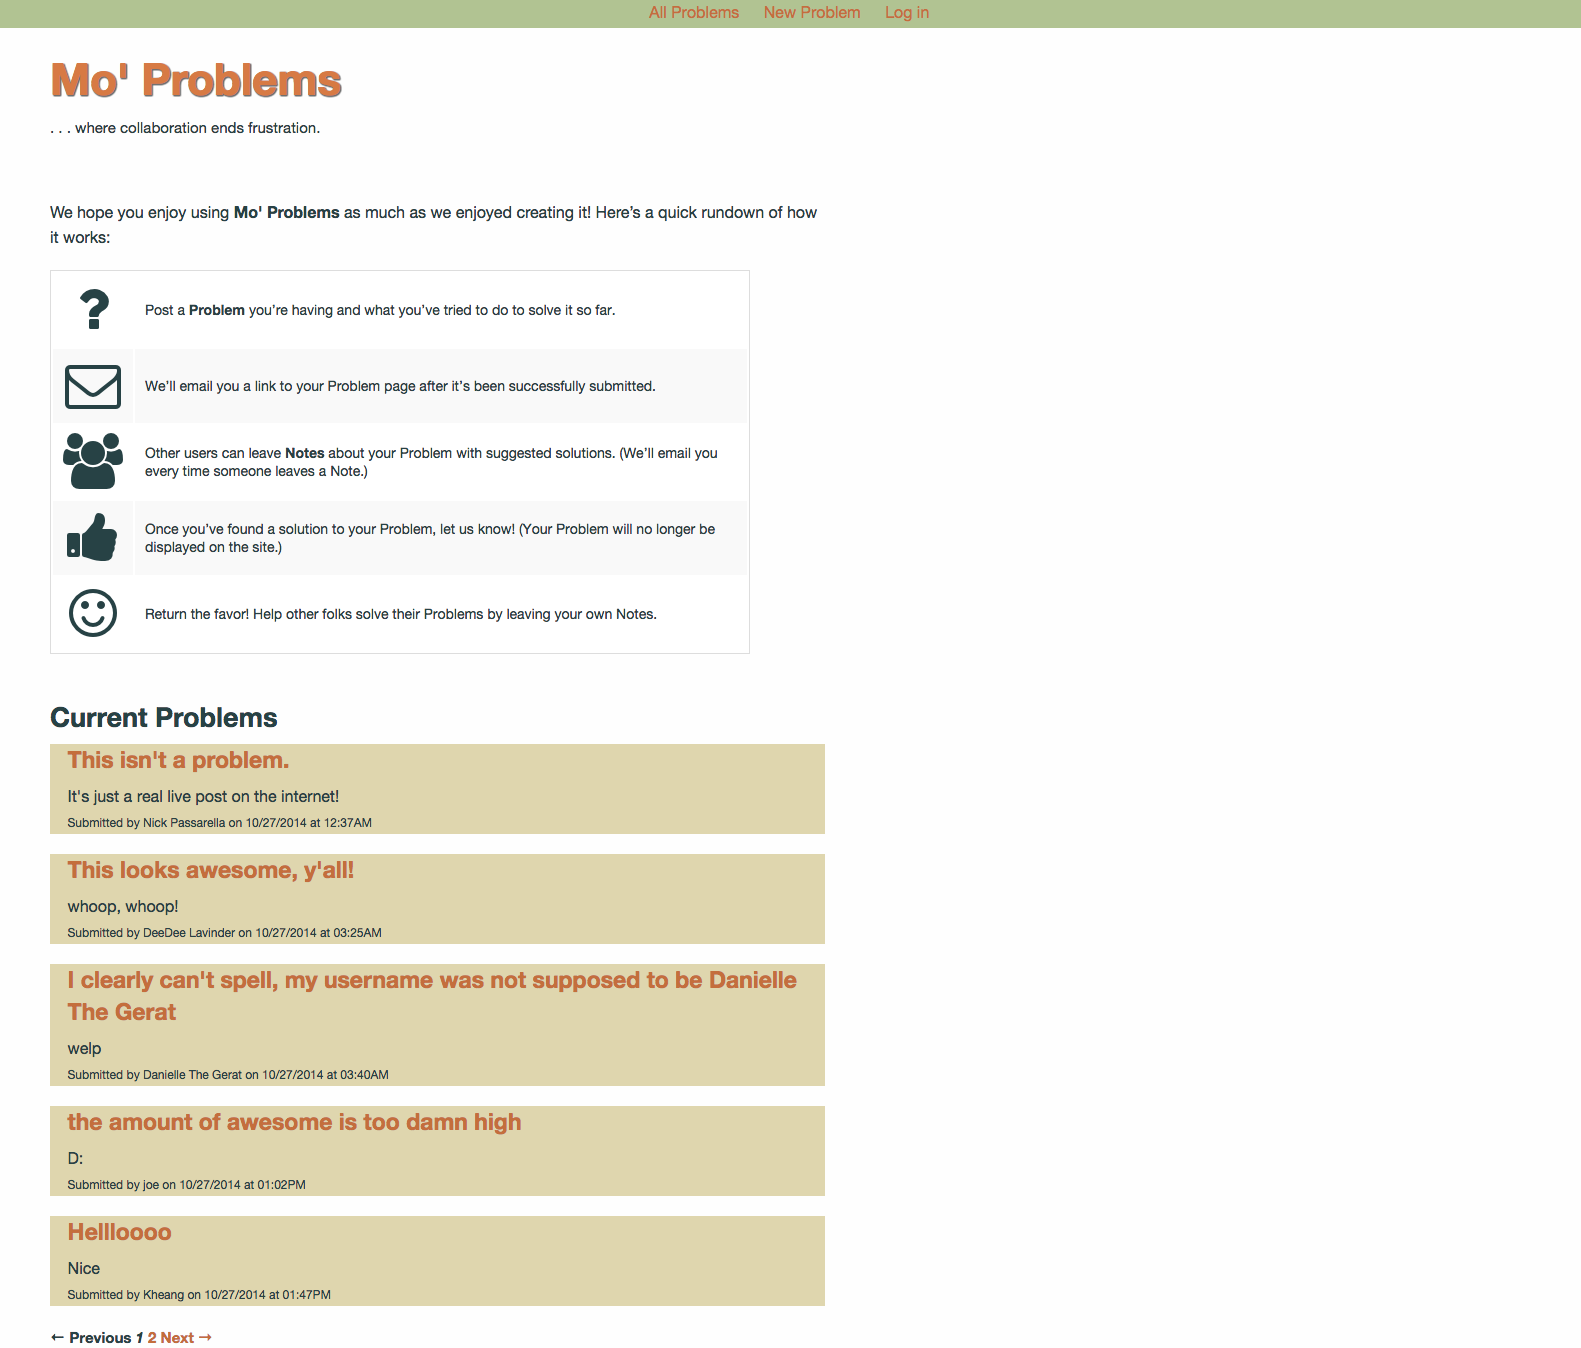 All Problems New Problem Log in
Mo' Problems
. . . where collaboration ends frustration.
We hope you enjoy using Mo' Problems as much as we enjoyed creating it! Here’s a quick rundown of how
it works:
Post a Problem you’re having and what you’ve tried to do to solve it so far.
We’ll email you a link to your Problem page after it’s been successfully submitted.
Other users can leave Notes about your Problem with suggested solutions. (We’ll email you
every time someone leaves a Note.)
Once you’ve found a solution to your Problem, let us know! (Your Problem will no longer be
displayed on the site.)
Return the favor! Help other folks solve their Problems by leaving your own Notes.
Current Problems
This isn't a problem.
It's just a real live post on the internet!
Submitted by Nick Passarella on 10/27/2014 at 12:37AM
This looks awesome, y'all!
whoop, whoop!
Submitted by DeeDee Lavinder on 10/27/2014 at 03:25AM
I clearly can't spell, my username was not supposed to be Danielle
The Gerat
welp
Submitted by Danielle The Gerat on 10/27/2014 at 03:40AM
the amount of awesome is too damn high
D:
Submitted by joe on 10/27/2014 at 01:02PM
Hellloooo
Nice
Submitted by Kheang on 10/27/2014 at 01:47PM
← Previous 1 2 Next →